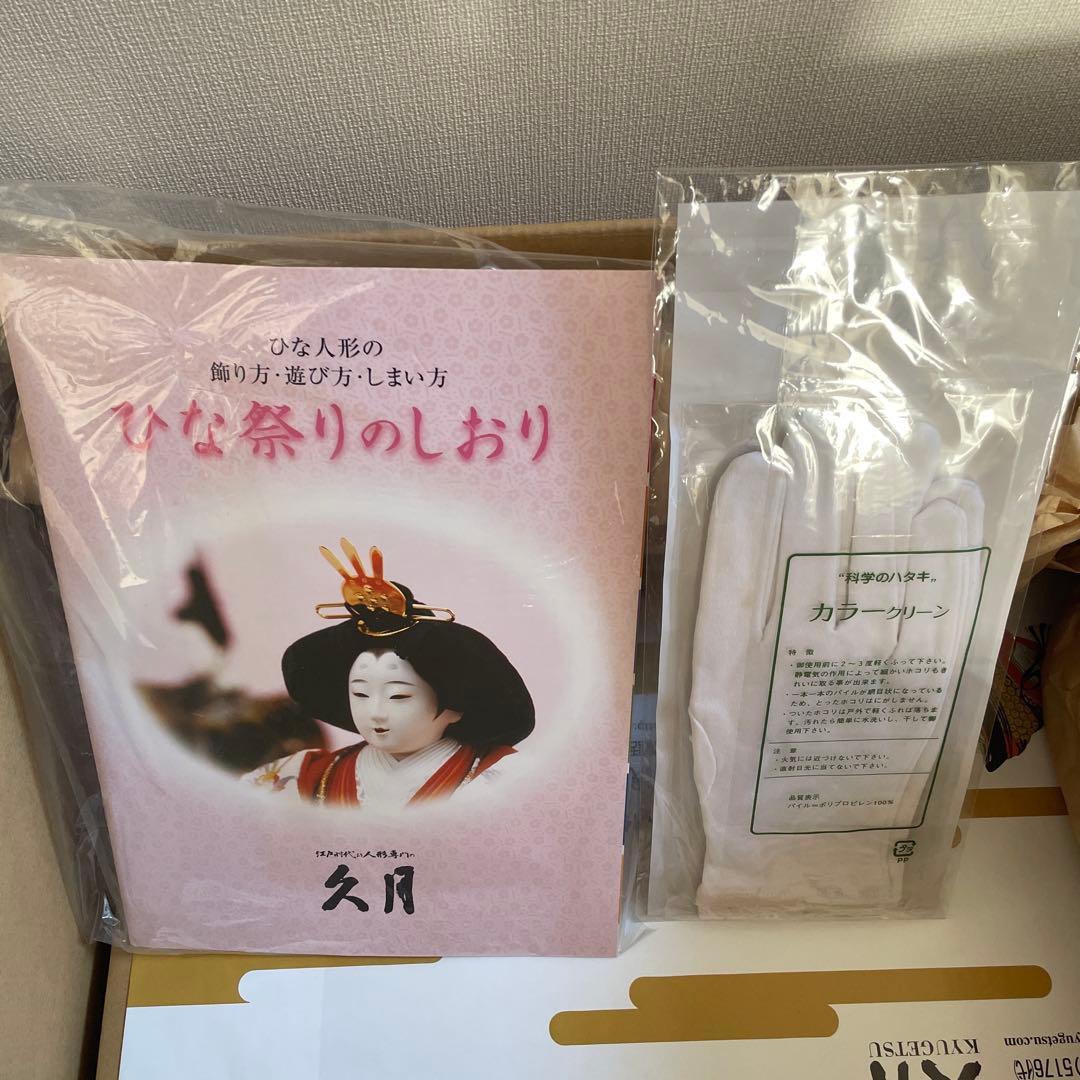 ひな人形の
飾り方・遊び方・しまい方
ひな祭りのしおり
江戸時代から人形専門の
久月
"科学のハタキ"
カラークリーン
特徴
・御使用前に2〜3度軽くふって下さい。
静電気の作用によって細かいホコリもき
れいに取る事が出来ます。
・一本一本のパイルが網目状になっている
ため、とったホコリはにがしません。
・ついたホコリは戸外で軽くふれば落ちま
す。汚れたら簡単に水洗いし、干して御
使用下さい。
注意
・火気には近づけないで下さい。
・直射日光に当てないで下さい。
品質表示
パイル=ポリプロピレン100%
プラ
PP
yugetsu.com
KYUGETSU
久月
5176㈹